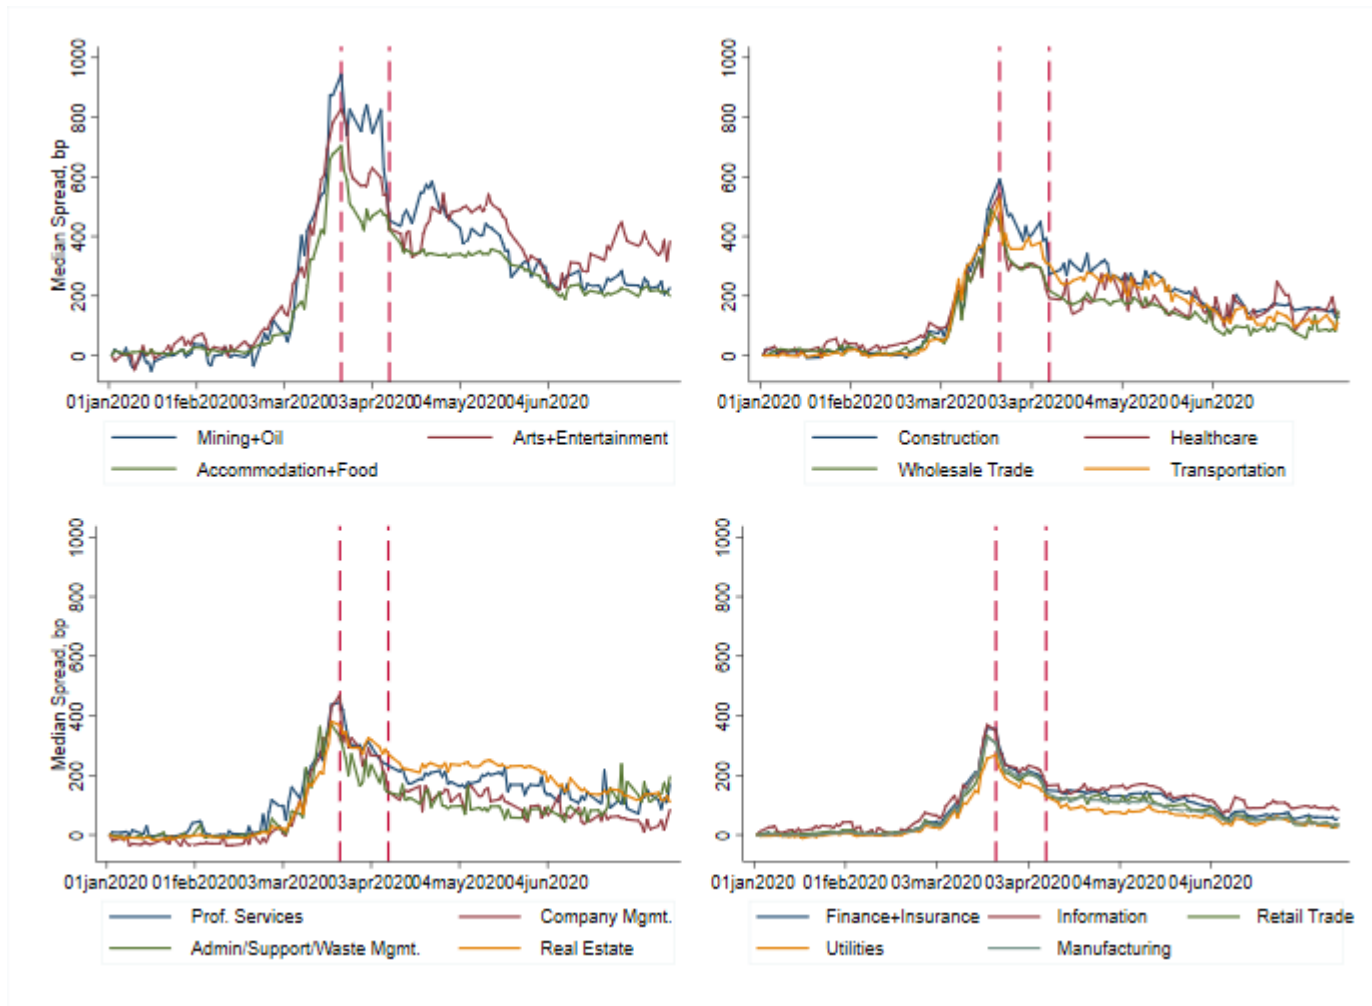 Median Spread, bp
1000
800
600
400
200
0
01jan2020 01feb2020 03mar2020 03apr2020 04may2020 04jun2020
Mining+Oil Arts+Entertainment
Accommodation+Food
1000
800
600
400
200
0
01jan2020 01feb2020 03mar2020 03apr2020 04may2020 04jun2020
Construction Healthcare
Wholesale Trade Transportation
Median Spread, bp
1000
800
600
400
200
0
01jan2020 01feb2020 03mar2020 03apr2020 04may2020 04jun2020
Prof. Services Company Mgmt.
Admin/Support/Waste Mgmt. Real Estate
1000
800
600
400
200
0
01jan2020 01feb2020 03mar2020 03apr2020 04may2020 04jun2020
Finance+Insurance Information Retail Trade
Utilities Manufacturing